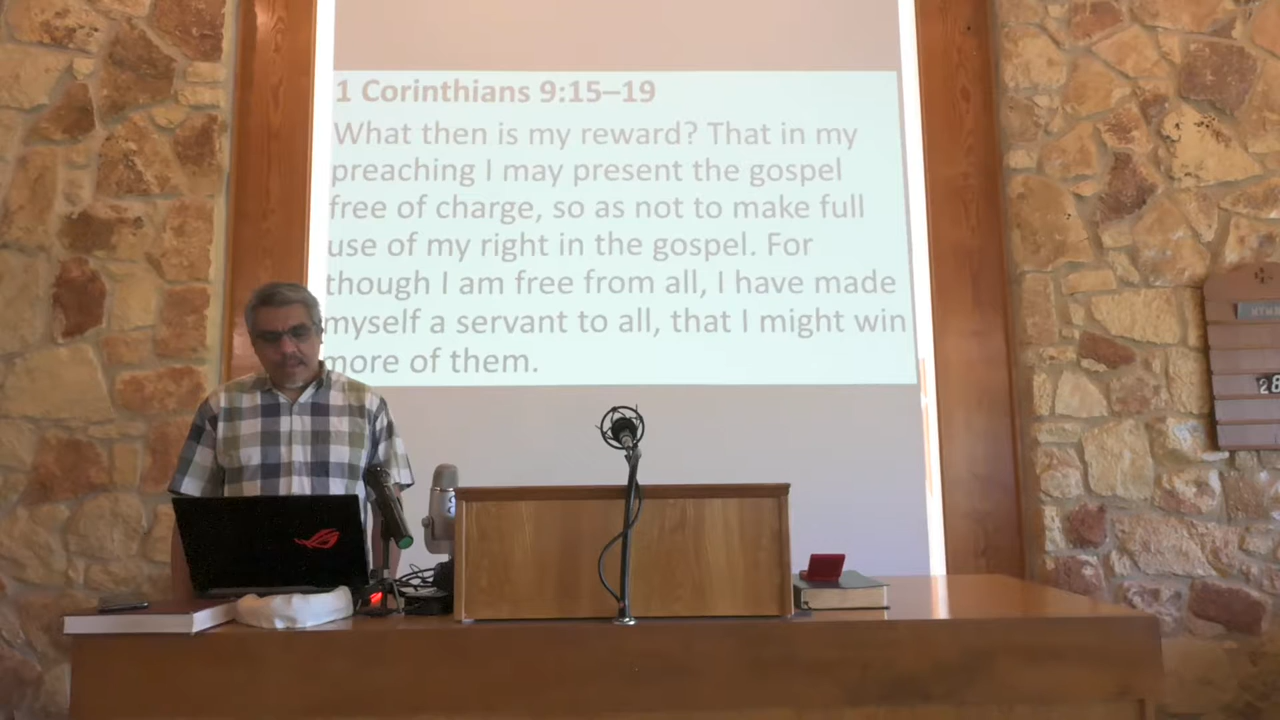 1 Corinthians 9:15–19
What then is my reward? That in my
preaching I may present the gospel
free of charge, so as not to make full
use of my right in the gospel. For
though I am free from all, I have made
myself a servant to all, that I might win
more of them.
28